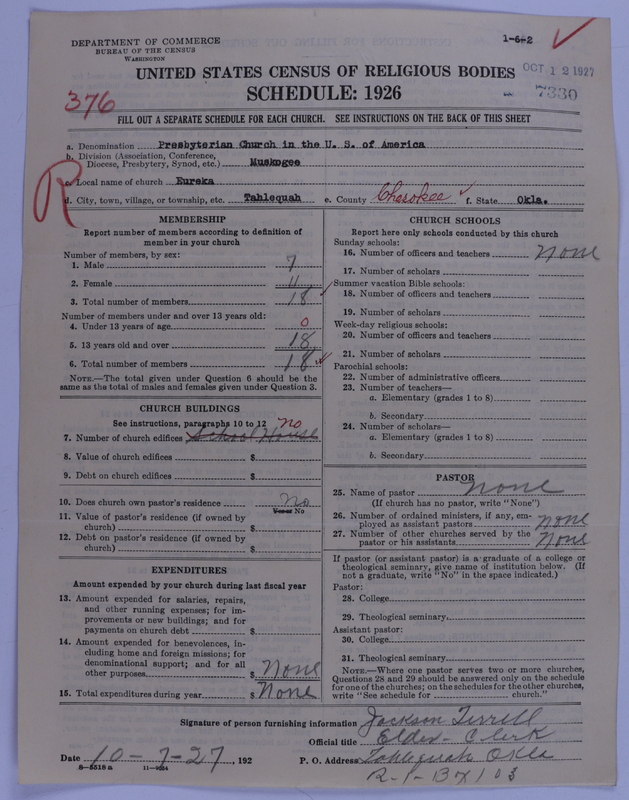 DEPARTMENT OF COMMERCE
BUREAU OF THE CENSUS
WASHINGTON
1-6-2
UNITED STATES CENSUS OF RELIGIOUS BODIES
OCT 12 1927
SCHEDULE: 1926
7330
376
FILL OUT A SEPARATE SCHEDULE FOR EACH CHURCH. SEE INSTRUCTIONS ON THE BACK OF THIS SHEET
a. Denomination Presbyterian Church in the U. S. of America
b. Division (Association, Conference, Diocese, Presbytery, Synod, etc.) Muskogee
R
c. Local name of church Eureka
d. City, town, village, or township, etc. Tahlequah e. County Cherokee f. State Okla.
MEMBERSHIP
Report number of members according to definition of
member in your church
Number of members, by sex:
1. Male 7
2. Female 11
3. Total number of members 18
Number of members under and over 13 years old:
4. Under 13 years of age 0
5. 13 years old and over 18
6. Total number of members 18
NOTE.—The total given under Question 6 should be the
same as the total of males and females given under Question 3.
CHURCH BUILDINGS
See instructions, paragraphs 10 to 12 no
7. Number of church edifices School House
8. Value of church edifices $
9. Debt on church edifices $
10. Does church own pastor's residence No
Yes or No
11. Value of pastor's residence (if owned by
church) $
12. Debt on pastor's residence (if owned by
church) $
EXPENDITURES
Amount expended by your church during last fiscal year
13. Amount expended for salaries, repairs,
and other running expenses; for im-
provements or new buildings; and for
payments on church debt $
14. Amount expended for benevolences, in-
cluding home and foreign missions; for
denominational support; and for all
other purposes $ None
15. Total expenditures during year $ None
CHURCH SCHOOLS
Report here only schools conducted by this church
Sunday schools:
16. Number of officers and teachers None
17. Number of scholars
Summer vacation Bible schools:
18. Number of officers and teachers
19. Number of scholars
Week-day religious schools:
20. Number of officers and teachers
21. Number of scholars
Parochial schools:
22. Number of administrative officers
23. Number of teachers—
a. Elementary (grades 1 to 8)
b. Secondary
24. Number of scholars—
a. Elementary (grades 1 to 8)
b. Secondary
PASTOR
25. Name of pastor None
(If church has no pastor, write "None")
26. Number of ordained ministers, if any, em-
ployed as assistant pastors None
27. Number of other churches served by the
pastor or his assistants None
If pastor (or assistant pastor) is a graduate of a college or
theological seminary, give name of institution below. (If
not a graduate, write "No" in the space indicated.)
Pastor:
28. College
29. Theological seminary
Assistant pastor:
30. College
31. Theological seminary
NOTE.—Where one pastor serves two or more churches,
Questions 28 and 29 should be answered only on the schedule
for one of the churches; on the schedules for the other churches,
write "See schedule for church."
Signature of person furnishing information Jackson Terrell
Official title Elder - Clerk
Date 10-7-27, 192 P. O. Address Tahlequah Okla
8-5518a
R-1-Bx 103